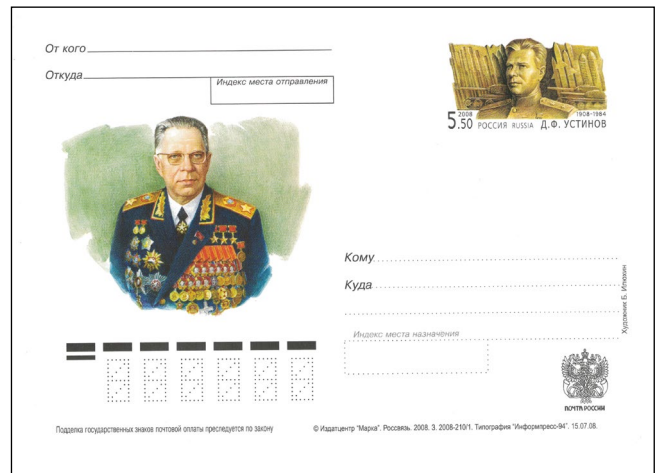 От кого
Откуда
Индекс места отправления
2008
1908-1984
5.50 РОССИЯ RUSSIA Д.Ф. УСТИНОВ
Кому
Куда
Индекс места назначения
Художник Б. Илюхин
ПОЧТА РОССИИ
Подделка государственных знаков почтовой оплаты преследуется по закону
© Издатцентр "Марка". Россвязь. 2008. З. 2008-210/1. Типография "Информпресс-94". 15.07.08.